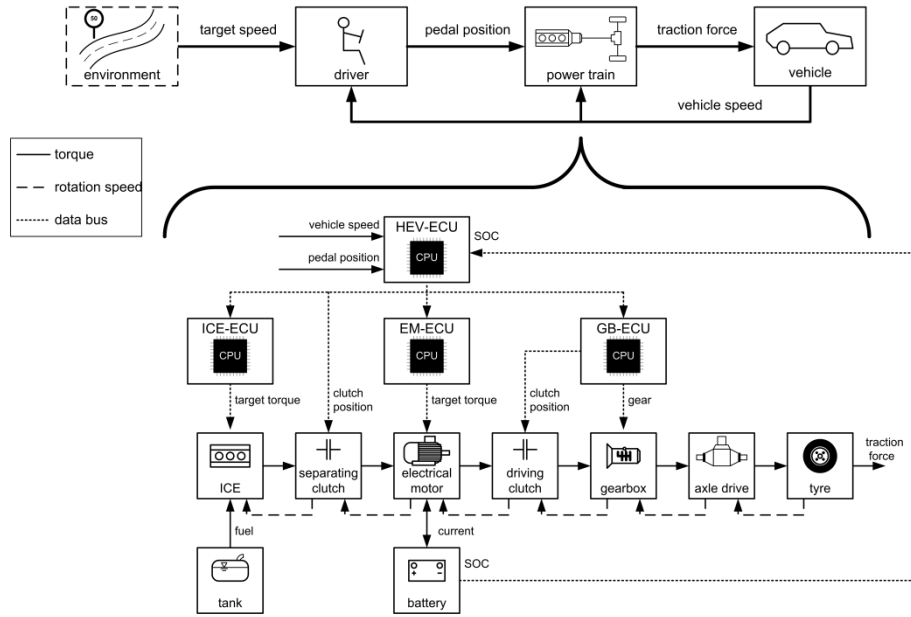 50
target speed
pedal position
traction force
environment
driver
power train
vehicle
vehicle speed
torque
rotation speed
data bus
vehicle speed
HEV-ECU
SOC
CPU
pedal position
ICE-ECU
EM-ECU
GB-ECU
CPU
CPU
CPU
target torque
clutch
position
target torque
clutch
position
gear
traction
force
ICE
separating
clutch
electrical
motor
driving
clutch
gearbox
axle drive
tyre
fuel
current
SOC
tank
battery